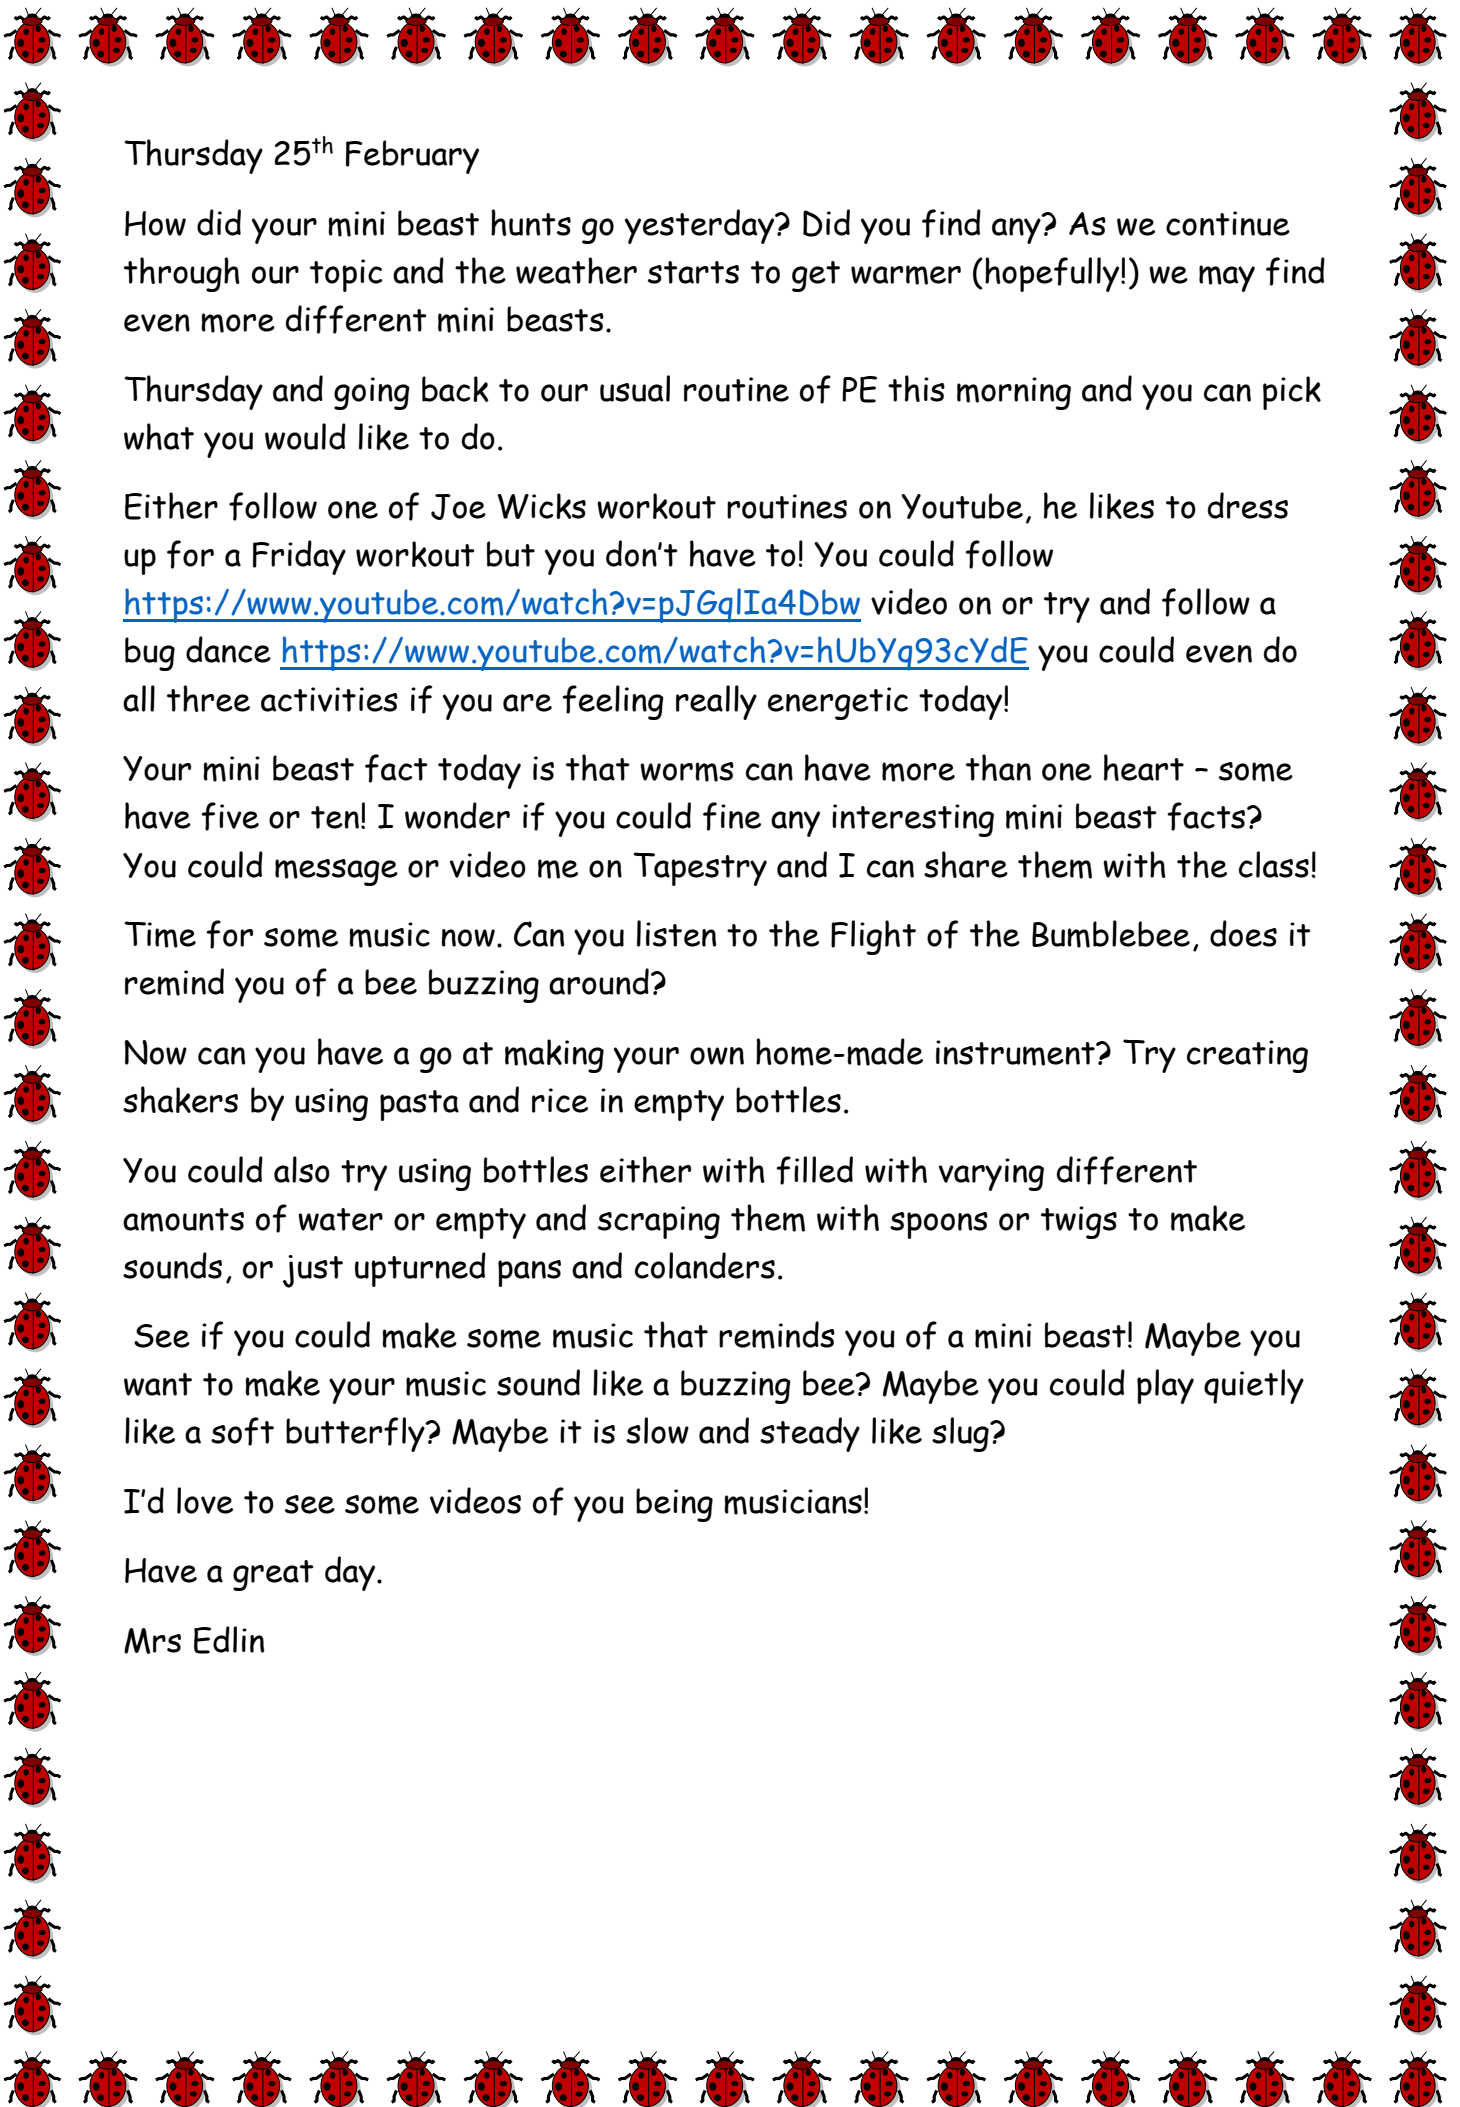 Thursday 25th February
How did your mini beast hunts go yesterday? Did you find any? As we continue
through our topic and the weather starts to get warmer (hopefully!) we may find
even more different mini beasts.
Thursday and going back to our usual routine of PE this morning and you can pick
what you would like to do.
Either follow one of Joe Wicks workout routines on Youtube, he likes to dress
up for a Friday workout but you don’t have to! You could follow
https://www.youtube.com/watch?v=pJGqlIa4Dbw video on or try and follow a
bug dance https://www.youtube.com/watch?v=hUbYq93cYdE you could even do
all three activities if you are feeling really energetic today!
Your mini beast fact today is that worms can have more than one heart – some
have five or ten! I wonder if you could fine any interesting mini beast facts?
You could message or video me on Tapestry and I can share them with the class!
Time for some music now. Can you listen to the Flight of the Bumblebee, does it
remind you of a bee buzzing around?
Now can you have a go at making your own home-made instrument? Try creating
shakers by using pasta and rice in empty bottles.
You could also try using bottles either with filled with varying different
amounts of water or empty and scraping them with spoons or twigs to make
sounds, or just upturned pans and colanders.
See if you could make some music that reminds you of a mini beast! Maybe you
want to make your music sound like a buzzing bee? Maybe you could play quietly
like a soft butterfly? Maybe it is slow and steady like slug?
I’d love to see some videos of you being musicians!
Have a great day.
Mrs Edlin